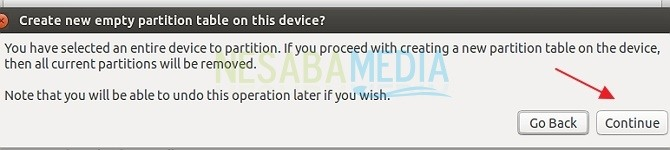 Create new empty partition table on this device?
You have selected an entire device to partition. If you proceed with creating a new partition table on the device,
then all current partitions will be removed.
NESABAMEDIA
Note that you will be able to undo this operation later if you wish.
Go Back Continue